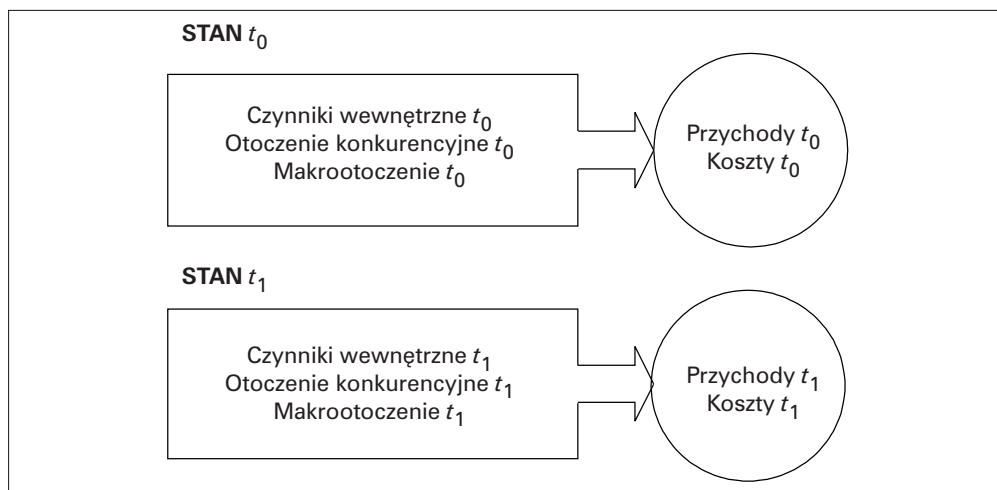 STAN t0
Czynniki wewnętrzne t0
Otoczenie konkurencyjne t0
Makrootoczenie t0
Przychody t0
Koszty t0
STAN t1
Czynniki wewnętrzne t1
Otoczenie konkurencyjne t1
Makrootoczenie t1
Przychody t1
Koszty t1